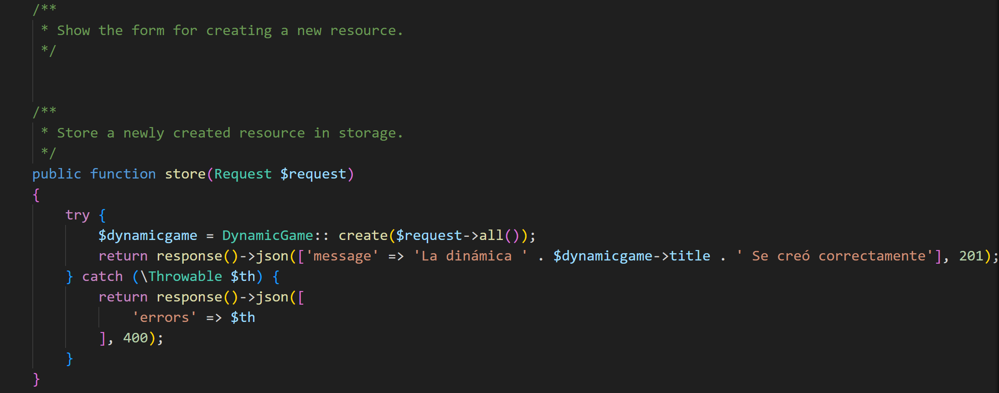 /**
 * Show the form for creating a new resource.
 */
/**
 * Store a newly created resource in storage.
 */
public function store(Request $request)
{
    try {
        $dynamicgame = DynamicGame:: create($request->all());
        return response()->json(['message' => 'La dinámica ' . $dynamicgame->title . ' Se creó correctamente'], 201);
    } catch (\Throwable $th) {
        return response()->json([
            'errors' => $th
        ], 400);
    }
}